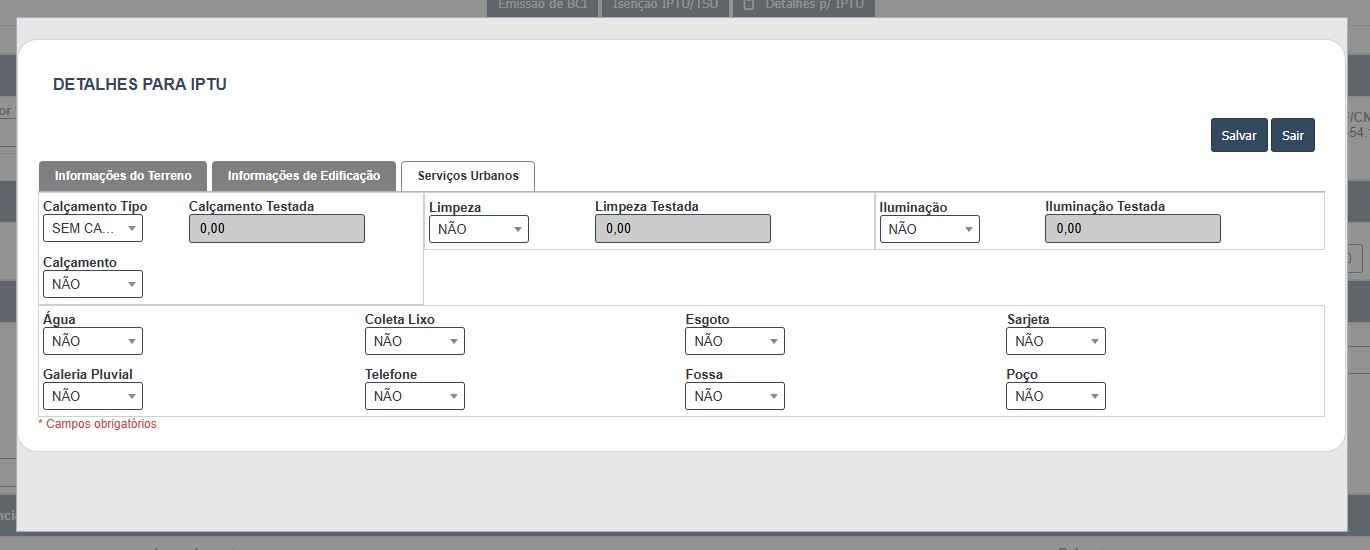 Emissão de BCI Isenção IPTU/TSU Detalhes p/ IPTU
DETALHES PARA IPTU
Salvar Sair
Informações do Terreno Informações de Edificação Serviços Urbanos
Calçamento Tipo Calçamento Testada Limpeza Limpeza Testada Iluminação Iluminação Testada
SEM CA... 0,00 NÃO 0,00 NÃO 0,00
Calçamento
NÃO
Água Coleta Lixo Esgoto Sarjeta
NÃO NÃO NÃO NÃO
Galeria Pluvial Telefone Fossa Poço
NÃO NÃO NÃO NÃO
* Campos obrigatórios